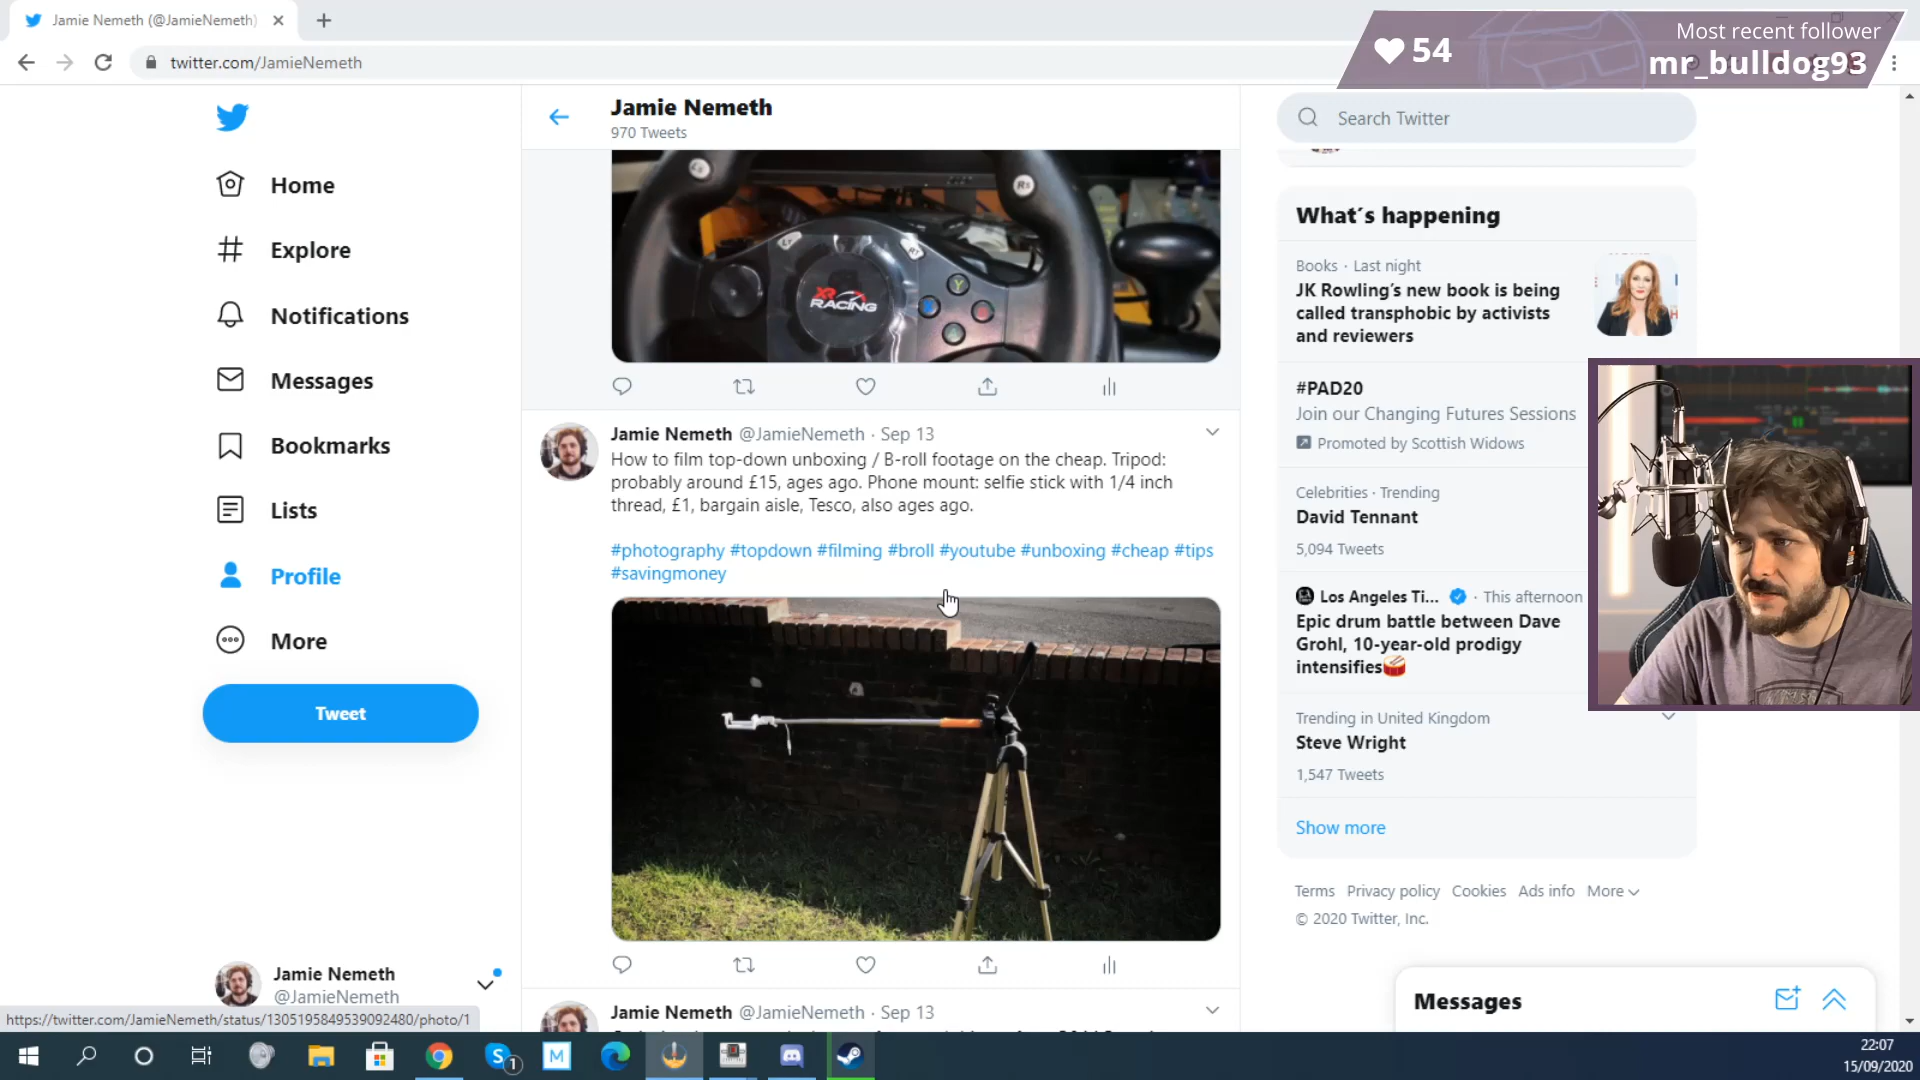 Jamie Nemeth (@JamieNemeth)
Most recent follower
54
mr_bulldog93
twitter.com/JamieNemeth
Jamie Nemeth
970 Tweets
Search Twitter
Home
Explore
Notifications
Messages
Bookmarks
Lists
Profile
More
Tweet
XR
RACING
LT
RT
RS
Y
Jamie Nemeth @JamieNemeth · Sep 13
How to film top-down unboxing / B-roll footage on the cheap. Tripod:
probably around £15, ages ago. Phone mount: selfie stick with 1/4 inch
thread, £1, bargain aisle, Tesco, also ages ago.
#photography #topdown #filming #broll #youtube #unboxing #cheap #tips
#savingmoney
Jamie Nemeth @JamieNemeth · Sep 13
What's happening
Books · Last night
JK Rowling's new book is being
called transphobic by activists
and reviewers
#PAD20
Join our Changing Futures Sessions
Promoted by Scottish Widows
Celebrities · Trending
David Tennant
5,094 Tweets
Los Angeles Ti... · This afternoon
Epic drum battle between Dave
Grohl, 10-year-old prodigy
intensifies🥁
Trending in United Kingdom
Steve Wright
1,547 Tweets
Show more
Terms Privacy policy Cookies Ads info More
© 2020 Twitter, Inc.
Messages
Jamie Nemeth
@JamieNemeth
https://twitter.com/JamieNemeth/status/1305195849539092480/photo/1
S 1
M
22:07
15/09/2020